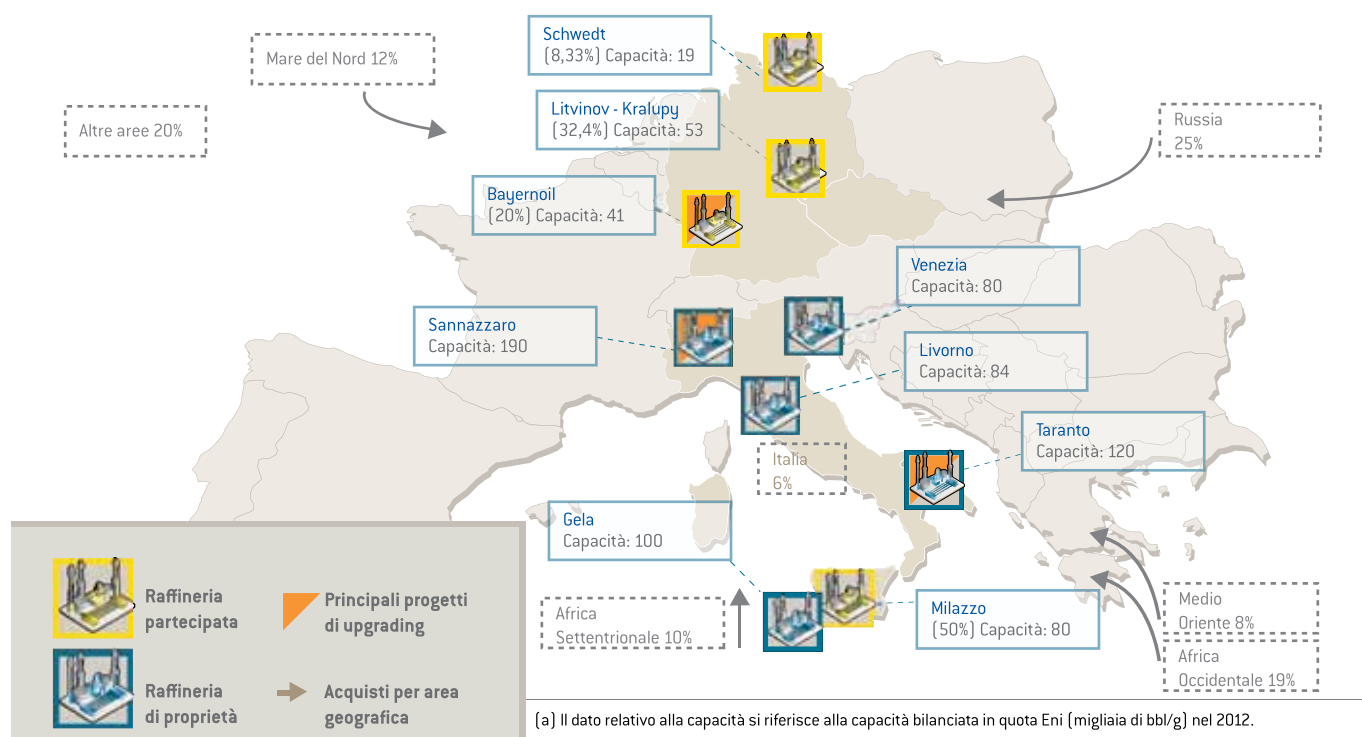 Schwedt
(8,33%) Capacità: 19
Mare del Nord 12%
Altre aree 20%
Litvinov - Kralupy
(32,4%) Capacità: 53
Russia
25%
Bayernoil
(20%) Capacità: 41
Venezia
Capacità: 80
Sannazzaro
Capacità: 190
Livorno
Capacità: 84
Taranto
Capacità: 120
Italia
6%
Gela
Capacità: 100
Africa
Settentrionale 10%
Milazzo
(50%) Capacità: 80
Medio
Oriente 8%
Africa
Occidentale 19%
Raffineria
partecipata
Principali progetti
di upgrading
Raffineria
di proprietà
Acquisti per area
geografica
(a) Il dato relativo alla capacità si riferisce alla capacità bilanciata in quota Eni (migliaia di bbl/g) nel 2012.